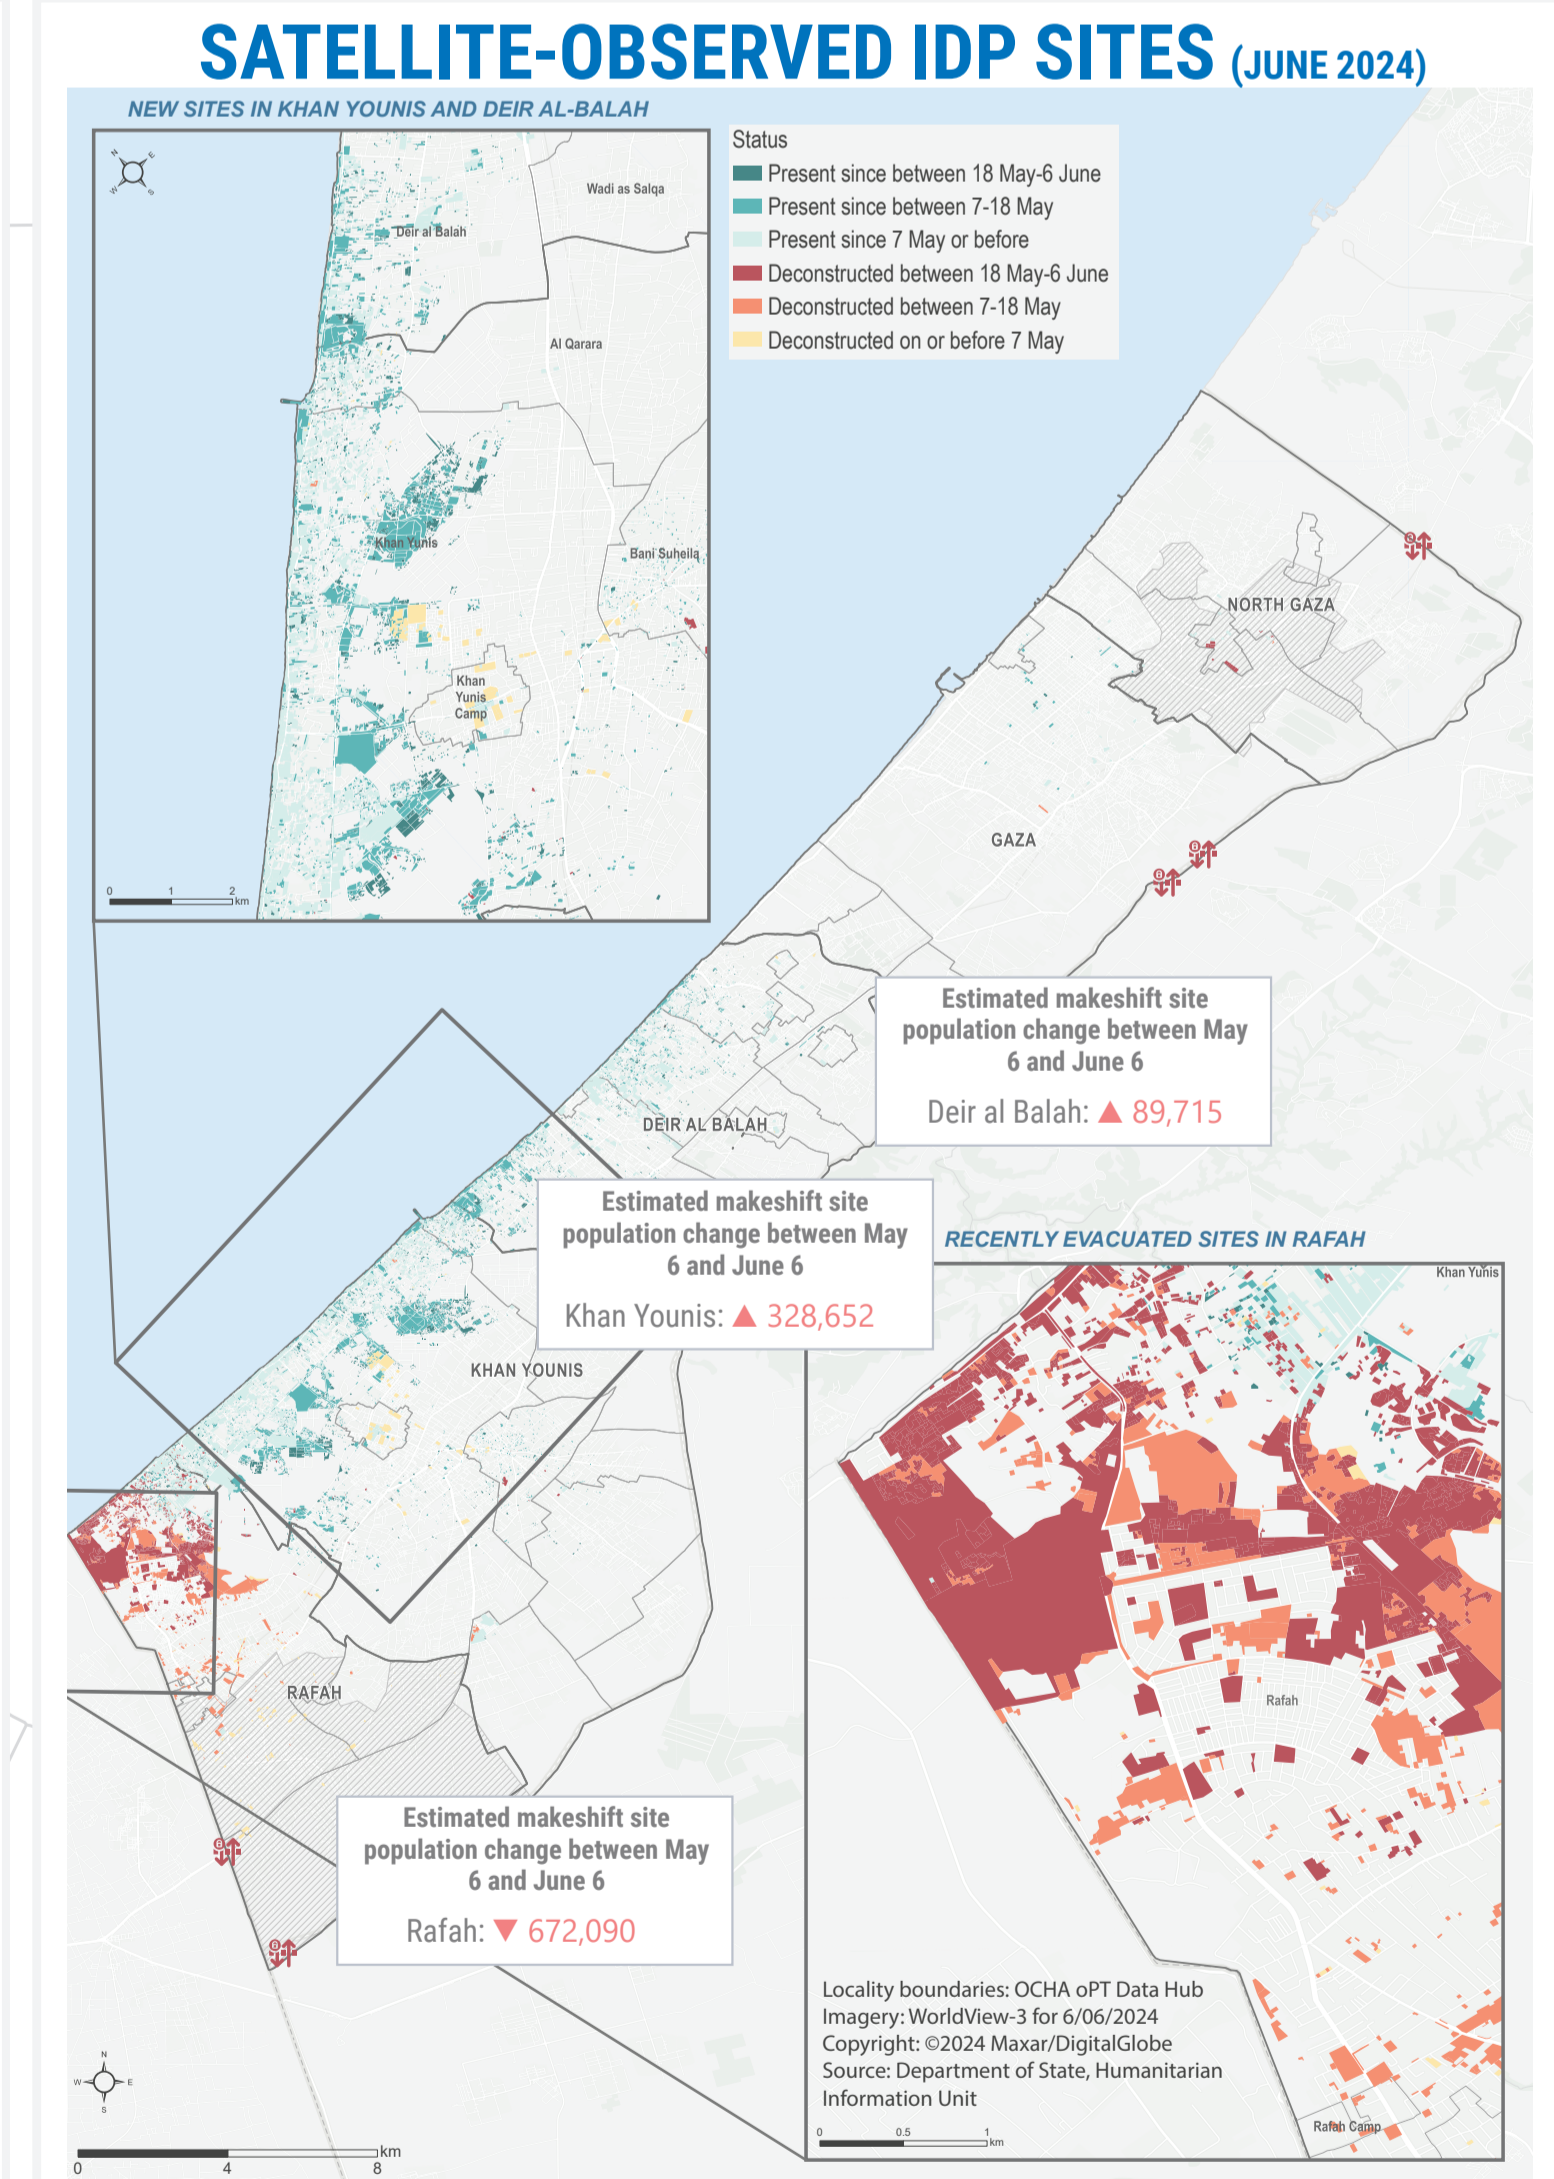 SATELLITE-OBSERVED IDP SITES (JUNE 2024)
NEW SITES IN KHAN YOUNIS AND DEIR AL-BALAH
N
E
W
S
Wadi as Salqa
Deir al Balah
Al Qarara
Khan Yunis
Bani Suheila
Khan
Yunis
Camp
0 1 2
km
Status
Present since between 18 May-6 June
Present since between 7-18 May
Present since 7 May or before
Deconstructed between 18 May-6 June
Deconstructed between 7-18 May
Deconstructed on or before 7 May
NORTH GAZA
GAZA
Estimated makeshift site
population change between May
6 and June 6
Deir al Balah: ▲ 89,715
DEIR AL BALAH
Estimated makeshift site
population change between May
6 and June 6
Khan Younis: ▲ 328,652
KHAN YOUNIS
RECENTLY EVACUATED SITES IN RAFAH
Khan Yunis
Rafah
Rafah Camp
RAFAH
Estimated makeshift site
population change between May
6 and June 6
Rafah: ▼ 672,090
Locality boundaries: OCHA oPT Data Hub
Imagery: WorldView-3 for 6/06/2024
Copyright: ©2024 Maxar/DigitalGlobe
Source: Department of State, Humanitarian
Information Unit
0 0.5 1
km
N
W E
S
km
0 4 8